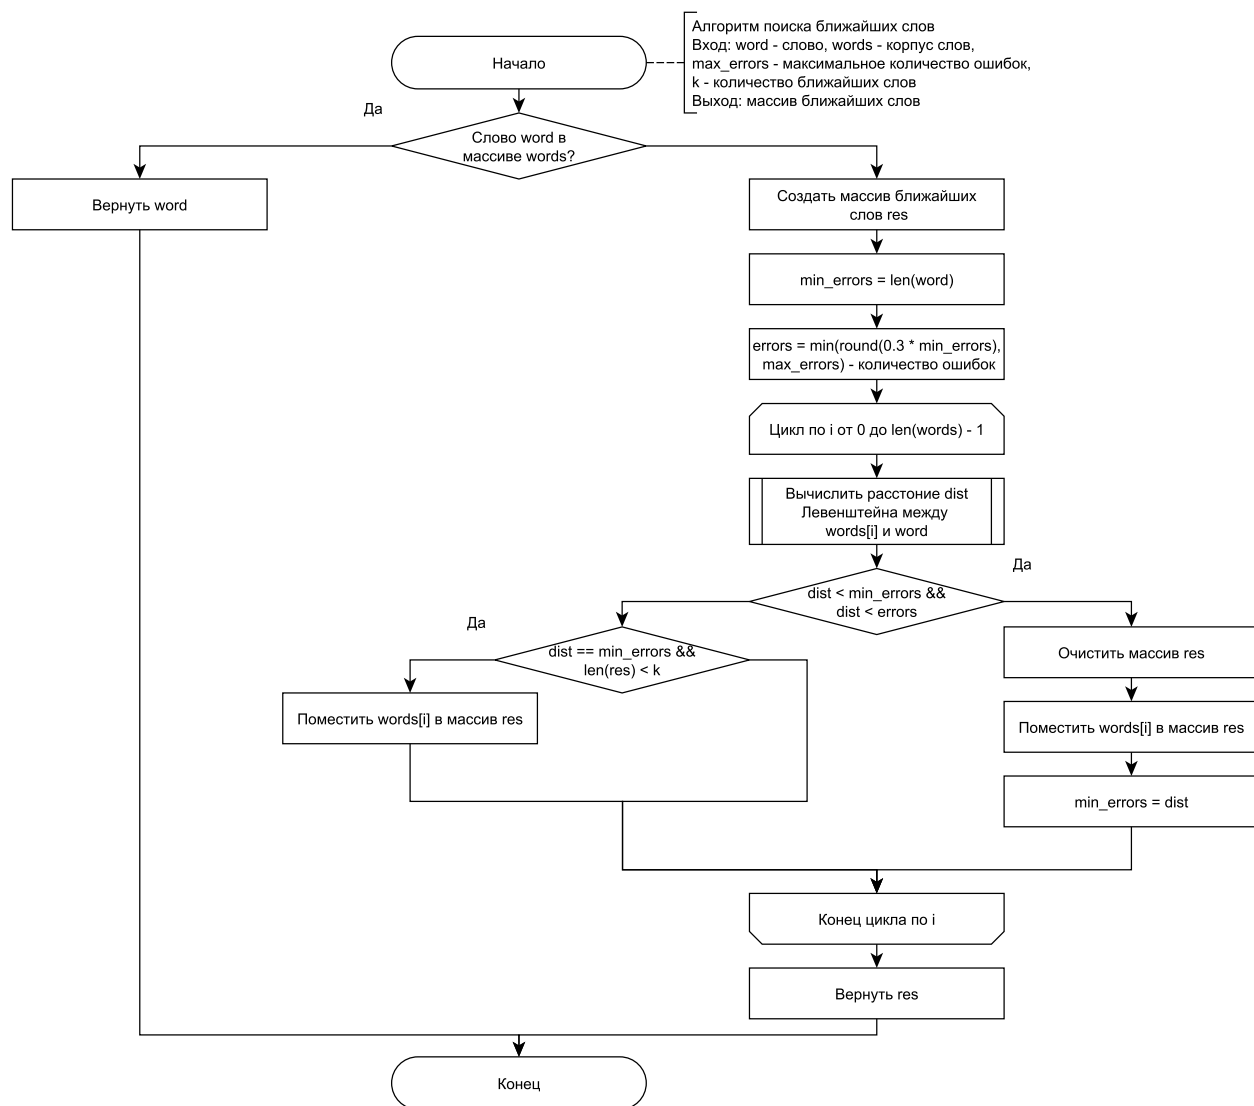 Начало
Алгоритм поиска ближайших слов
Вход: word - слово, words - корпус слов,
max_errors - максимальное количество ошибок,
k - количество ближайших слов
Выход: массив ближайших слов
Да
Слово word в
массиве words?
Вернуть word
Создать массив ближайших
слов res
min_errors = len(word)
errors = min(round(0.3 * min_errors),
max_errors) - количество ошибок
Цикл по i от 0 до len(words) - 1
Вычислить расстоние dist
Левенштейна между
words[i] и word
Да
dist < min_errors &&
dist < errors
Да
dist == min_errors &&
len(res) < k
Очистить массив res
Поместить words[i] в массив res
Поместить words[i] в массив res
min_errors = dist
Конец цикла по i
Вернуть res
Конец